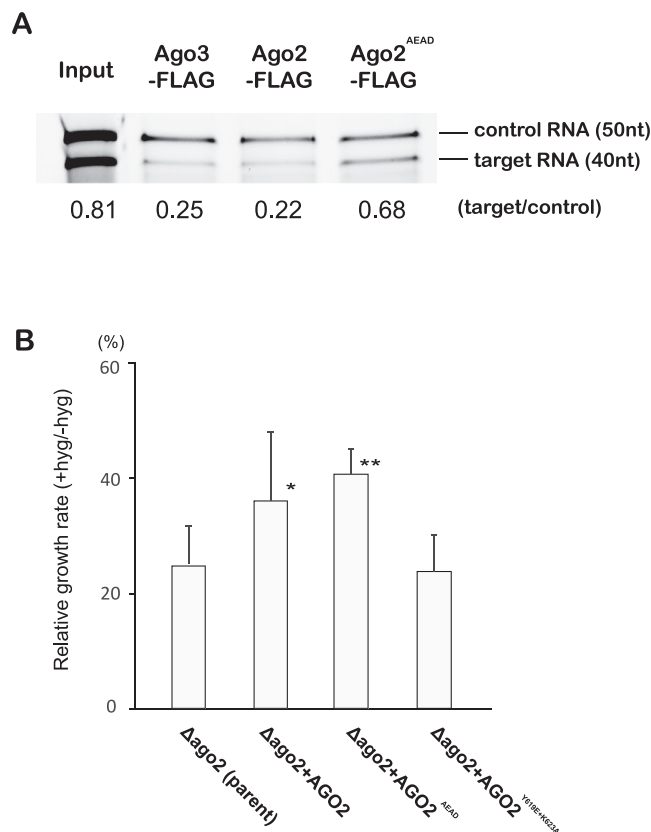 A
Input
Ago3
-FLAG
Ago2
-FLAG
Ago2^AEAD
-FLAG
control RNA (50nt)
target RNA (40nt)
0.81 0.25 0.22 0.68 (target/control)
B
(%)
60
40
20
0
Relative growth rate (+hyg/-hyg)
*
**
Δago2 (parent)
Δago2+AGO2
Δago2+AGO2^AEAD
Δago2+AGO2^Y619E+K623A